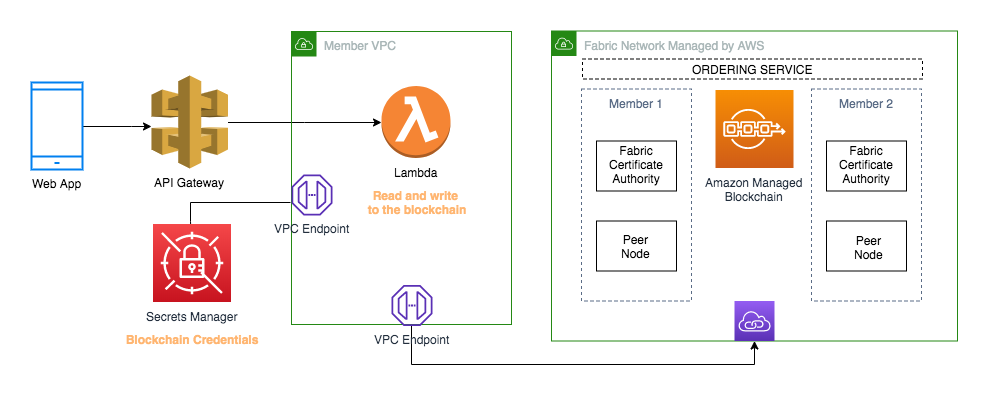 Member VPC
Fabric Network Managed by AWS
ORDERING SERVICE
Member 1
Member 2
Fabric
Certificate
Authority
Fabric
Certificate
Authority
Web App
API Gateway
Lambda
Read and write
to the blockchain
Amazon Managed
Blockchain
VPC Endpoint
Peer
Node
Peer
Node
Secrets Manager
Blockchain Credentials
VPC Endpoint